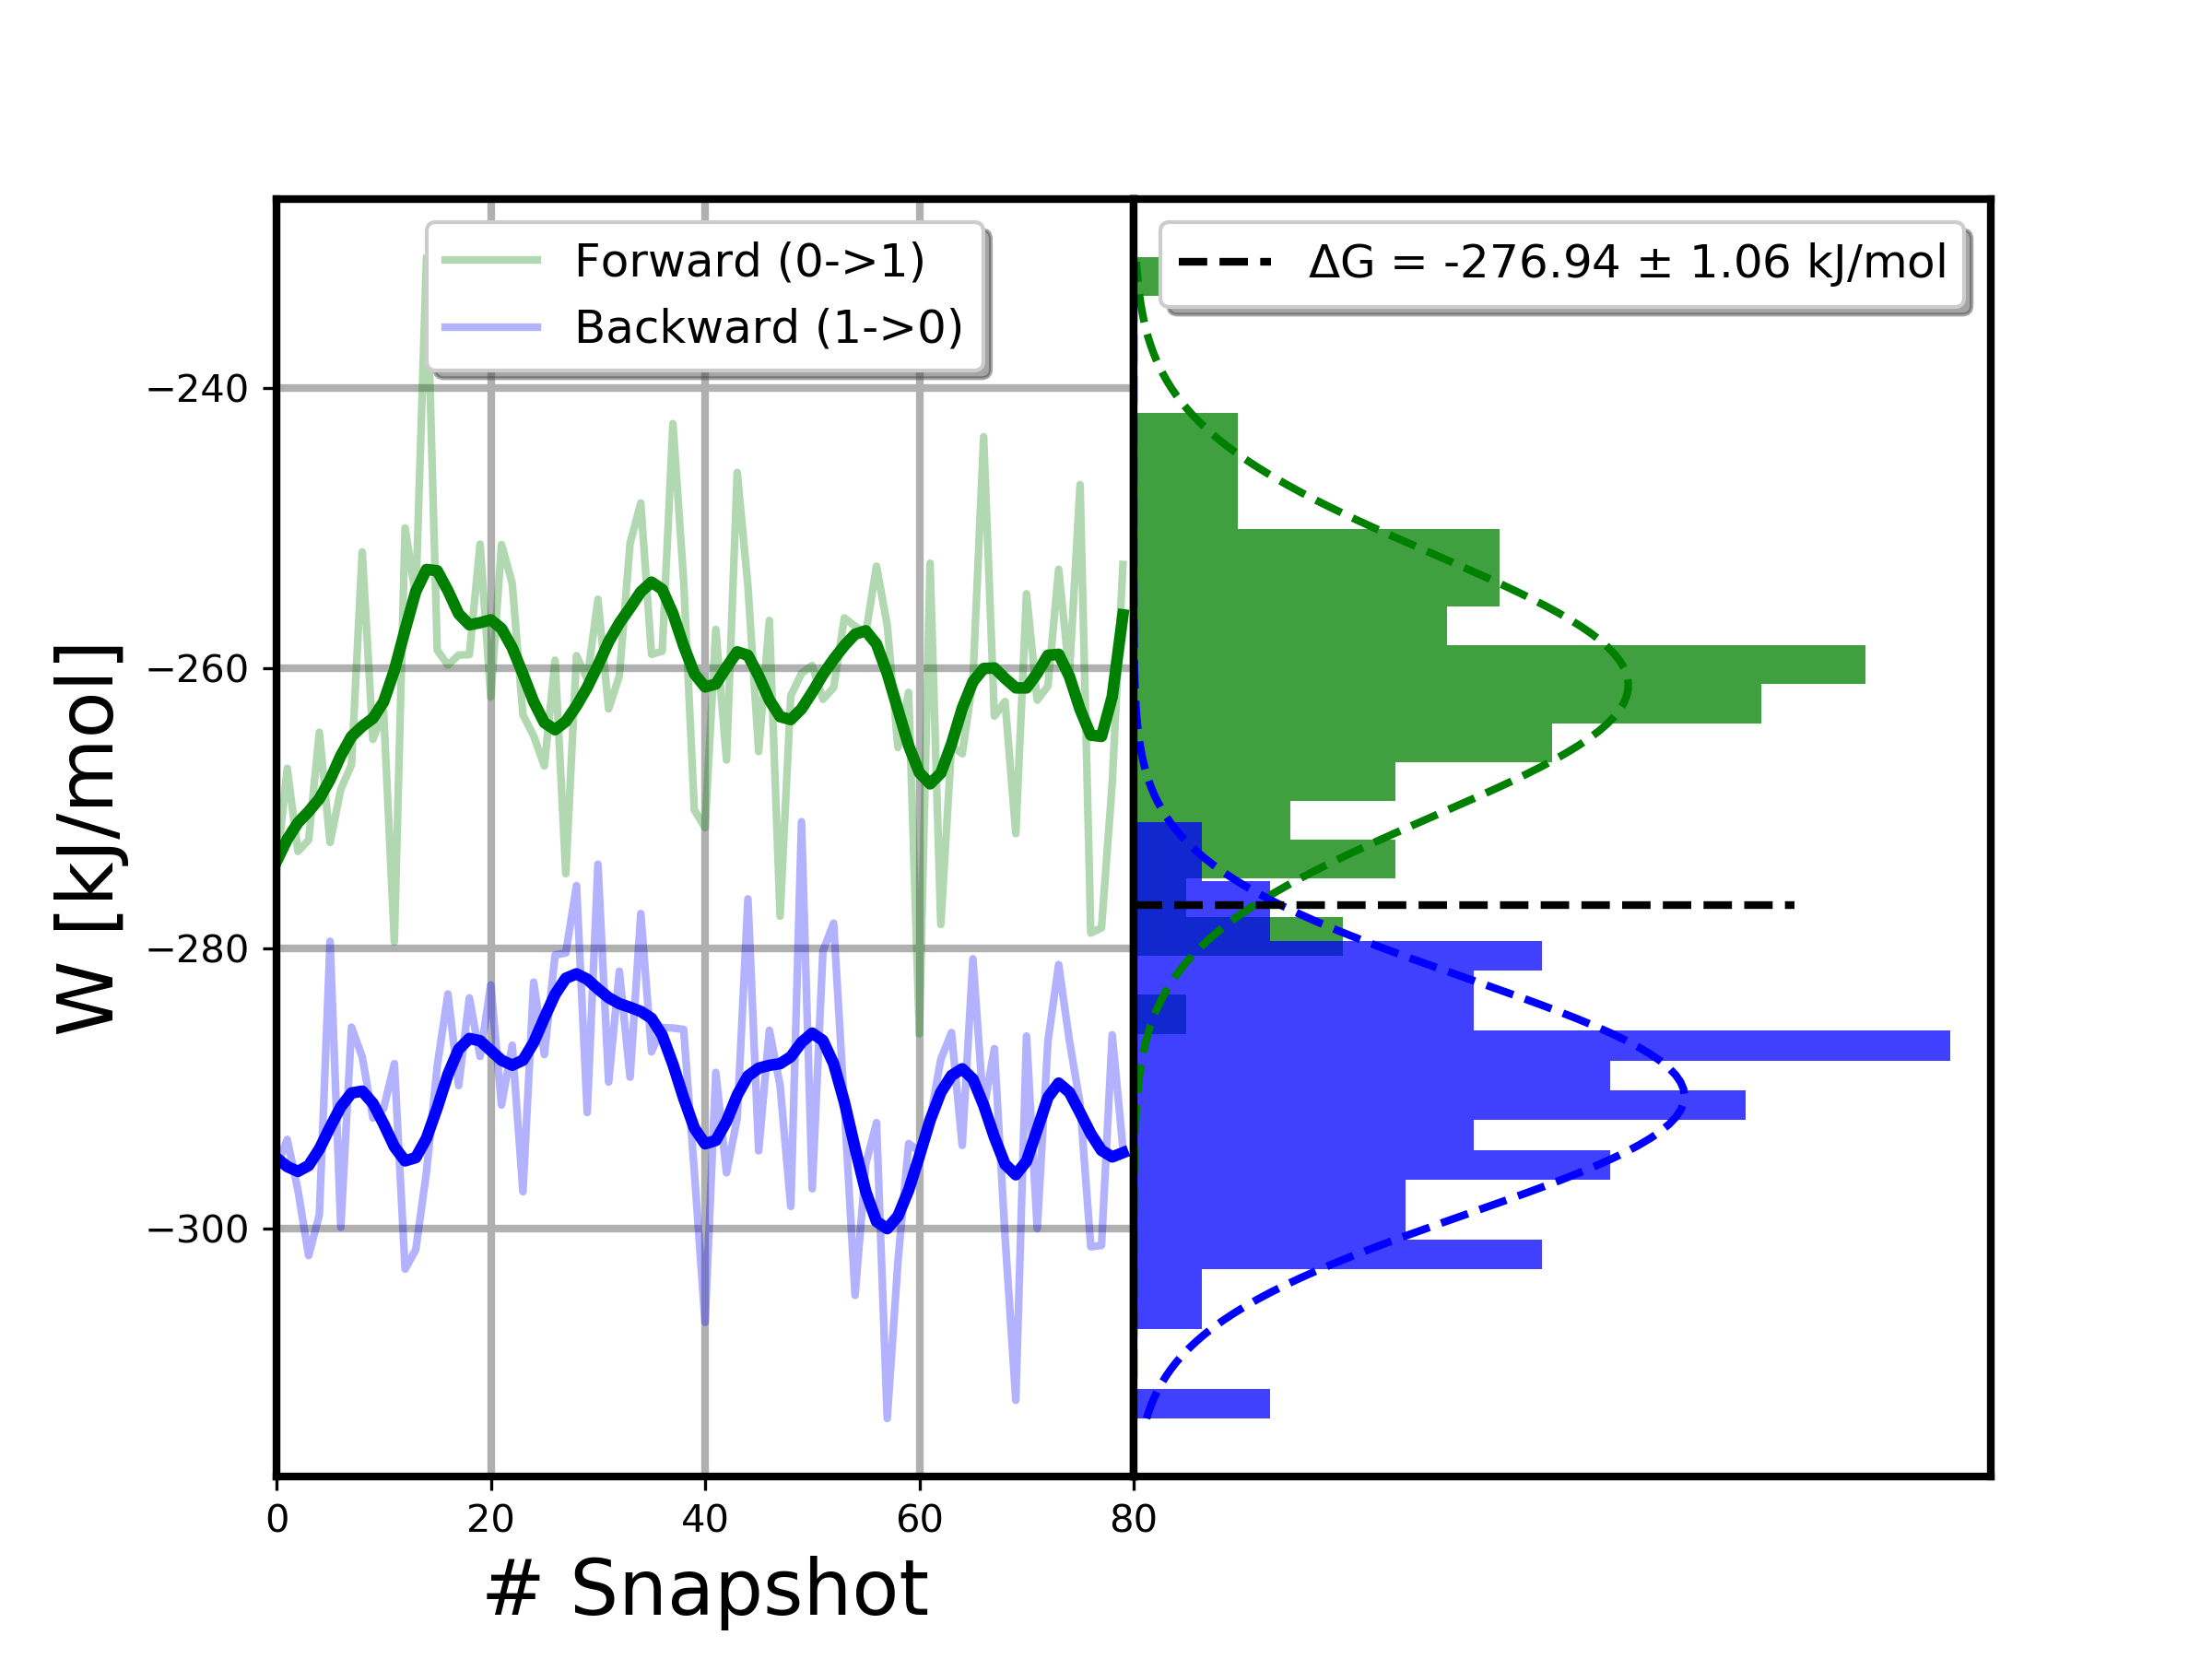 Forward (0->1)
Backward (1->0)
ΔG = -276.94 ± 1.06 kJ/mol
W [kJ/mol]
−240
−260
−280
−300
0 20 40 60 80
# Snapshot